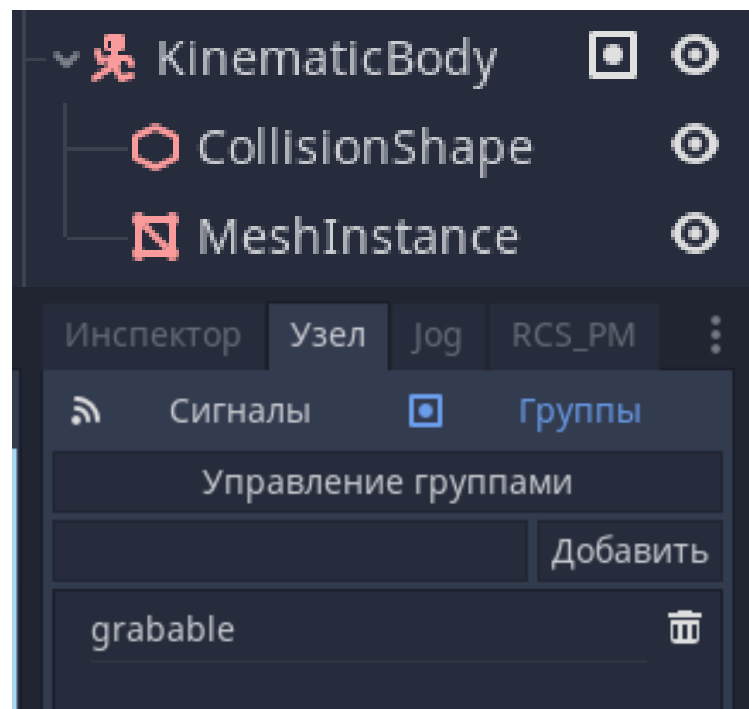 KinematicBody
CollisionShape
MeshInstance
Инспектор Узел Jog RCS_PM
Сигналы Группы
Управление группами
Добавить
grabable